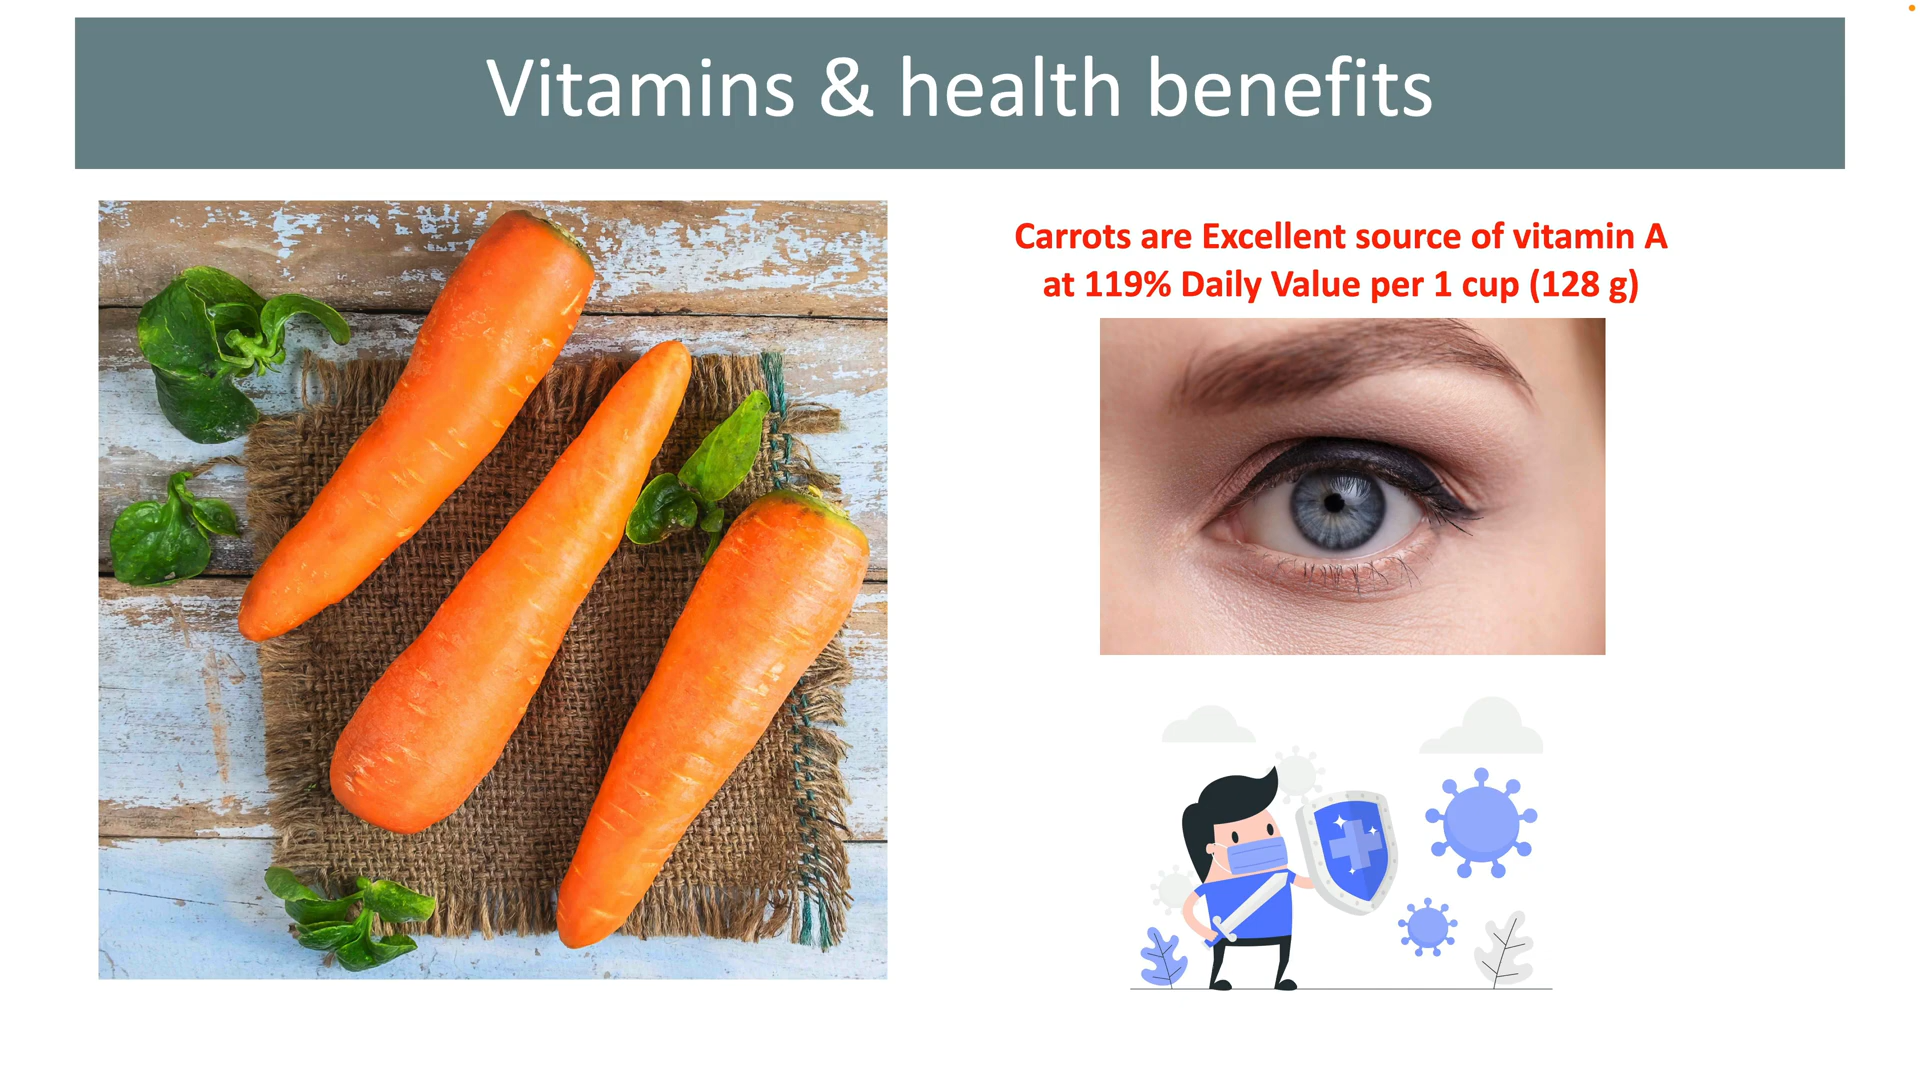 Vitamins & health benefits
Carrots are Excellent source of vitamin A
at 119% Daily Value per 1 cup (128 g)